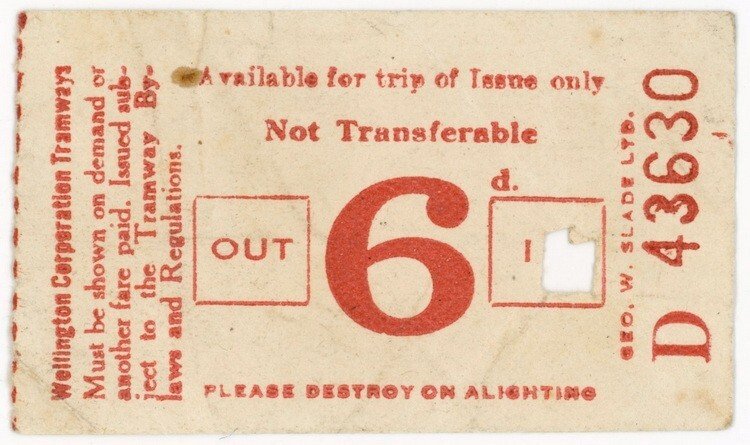 Wellington Corporation Tramways
Must be shown on demand or
another fare paid. Issued sub-
ject to the Tramway By-
laws and Regulations.
Available for trip of Issue only
Not Transferable
OUT
6d.
I
PLEASE DESTROY ON ALIGHTING
GEO. W. SLADE LTD.
D 43630